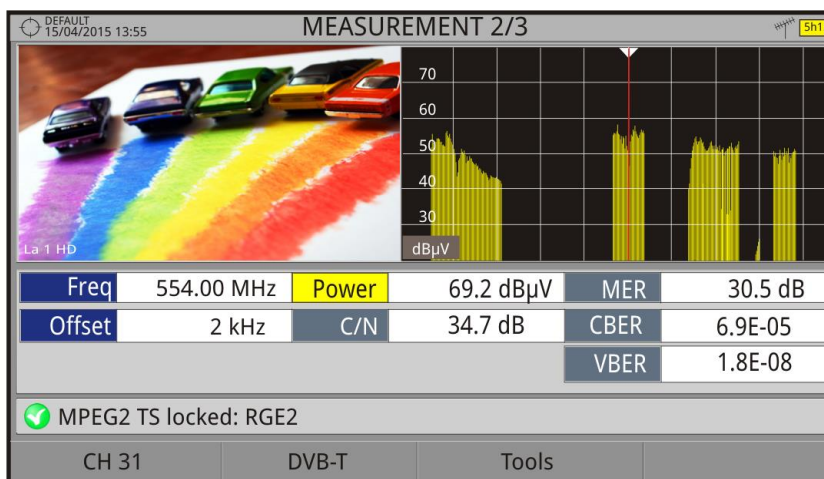 DEFAULT
15/04/2015 13:55
MEASUREMENT 2/3
5h1
70
60
50
40
30
La 1 HD
dBµV
Freq 554.00 MHz Power 69.2 dBµV MER 30.5 dB
Offset 2 kHz C/N 34.7 dB CBER 6.9E-05
VBER 1.8E-08
MPEG2 TS locked: RGE2
CH 31 DVB-T Tools